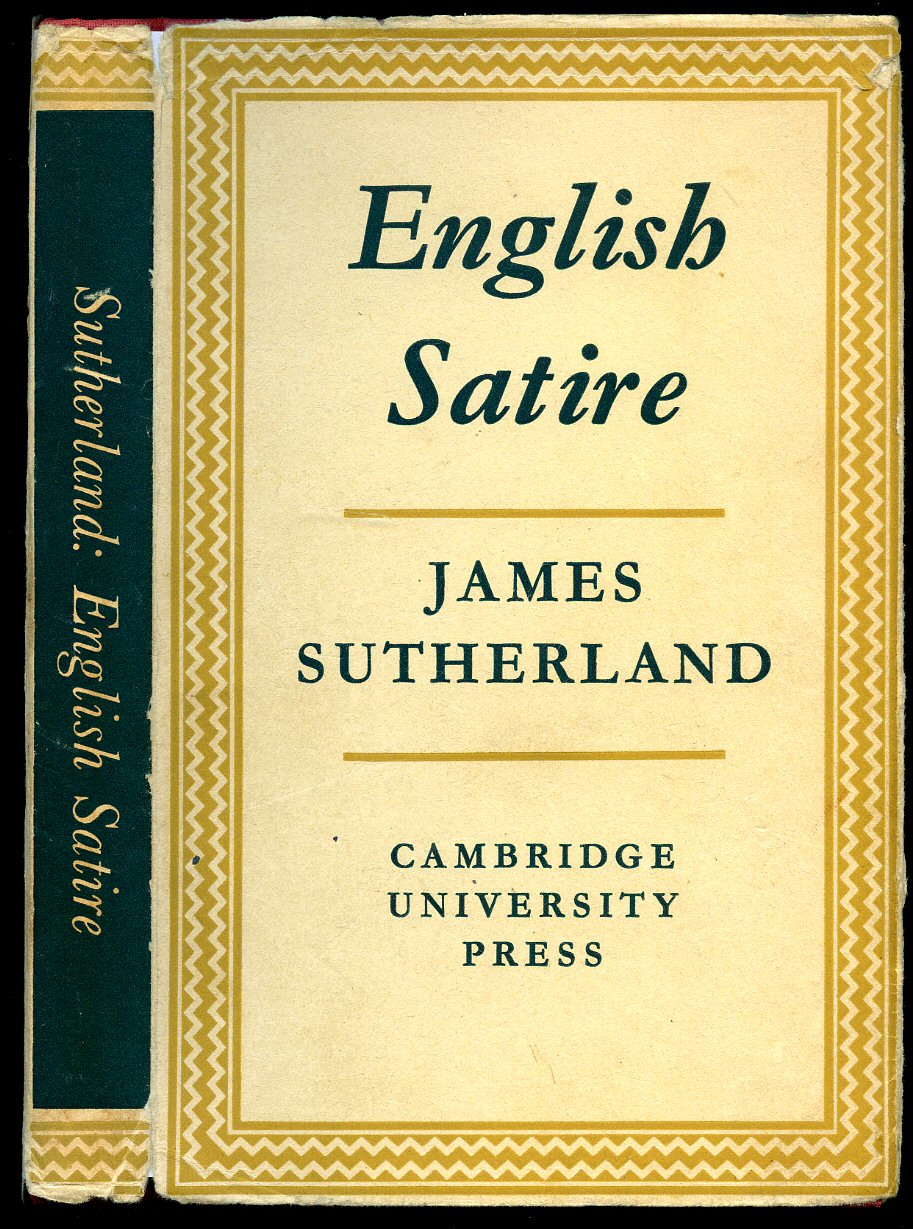 Sutherland: English Satire
English
Satire
JAMES
SUTHERLAND
CAMBRIDGE
UNIVERSITY
PRESS